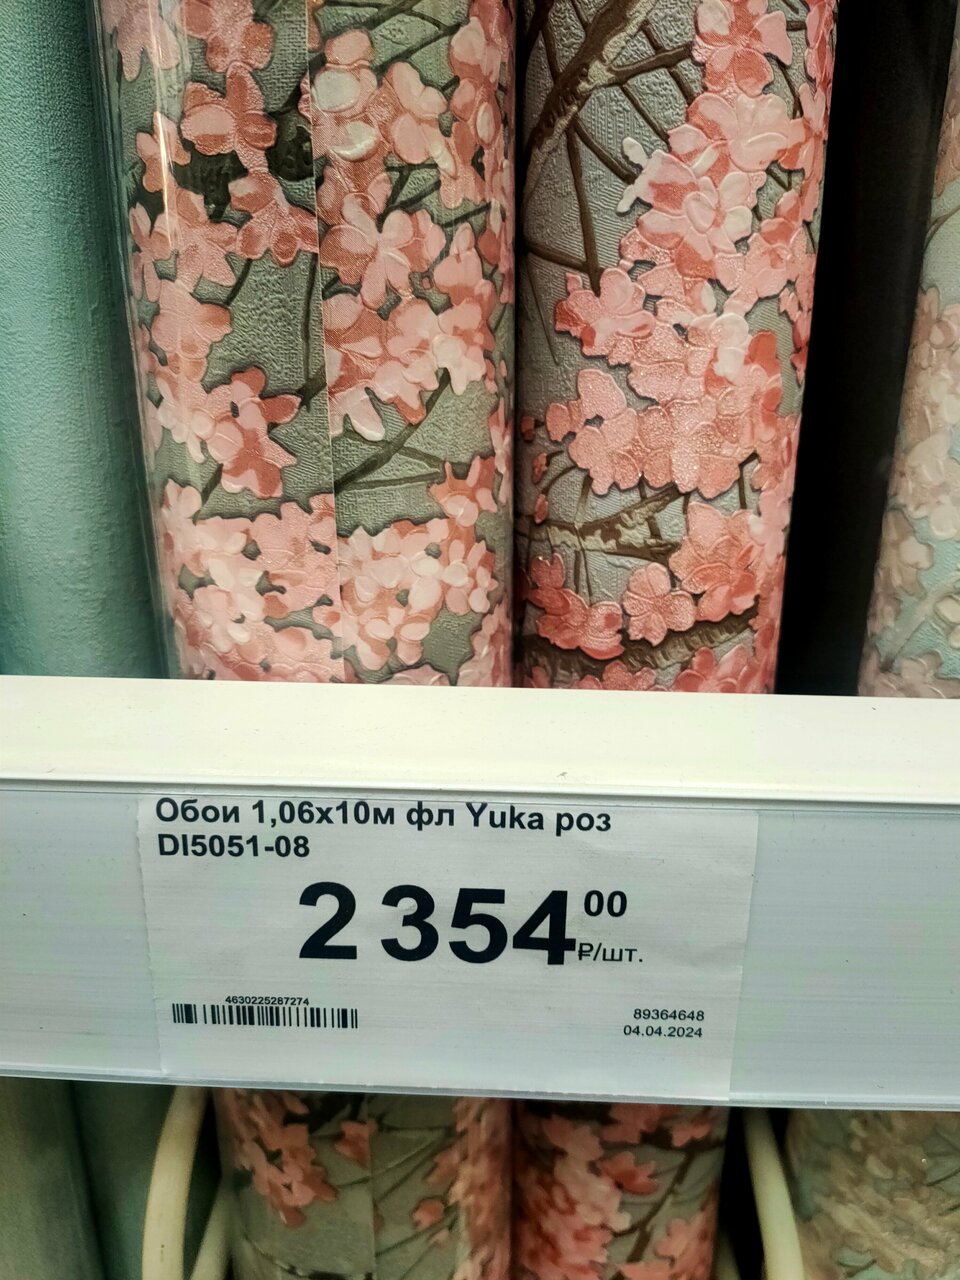 Обои 1,06х10м фл Yuka роз
DI5051-08
2 354 00
₽/шт.
4630225287274
89364648
04.04.2024